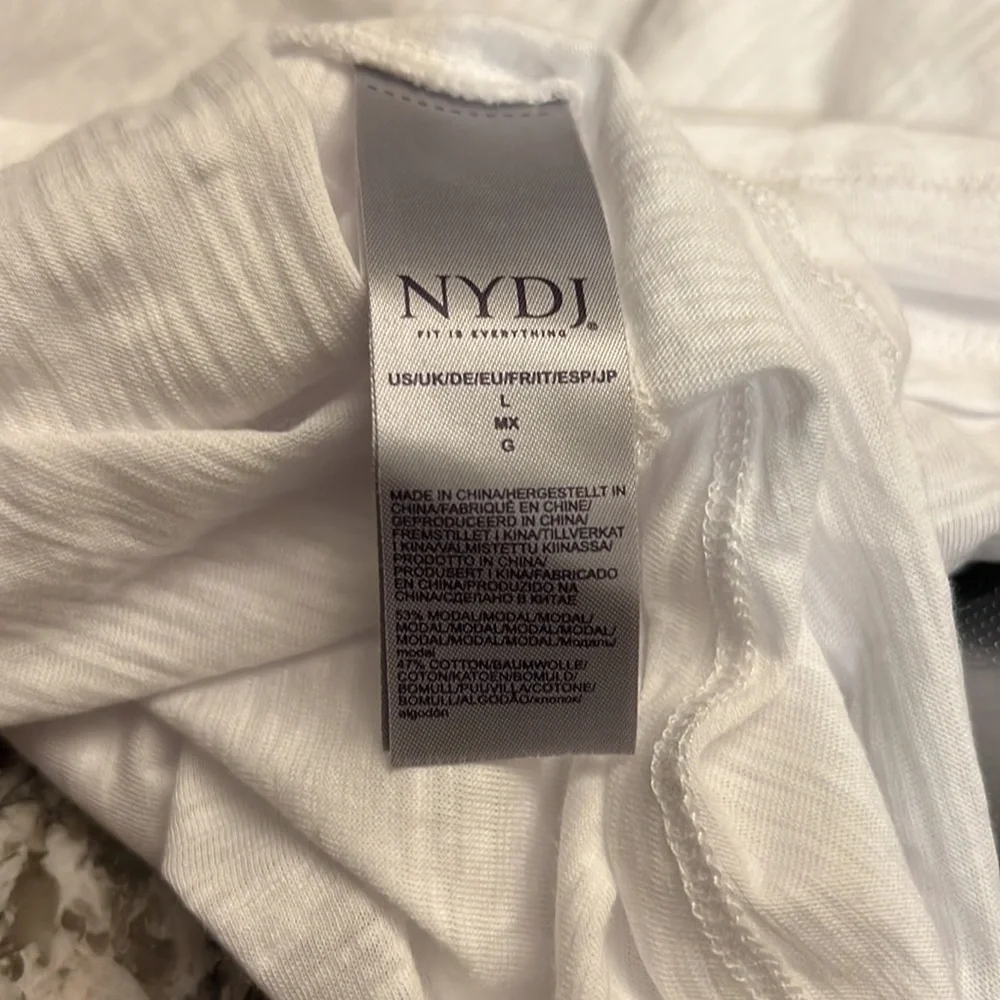 NYDJ®
FIT IS EVERYTHING
US/UK/DE/EU/FR/IT/ESP/JP
L
MX
G
MADE IN CHINA/HERGESTELLT IN
CHINA/FABRIQUÉ EN CHINE/
GEPRODUCEERD IN CHINA/
FREMSTILLET I KINA/TILLVERKAT
I KINA/VALMISTETTU KIINASSA/
PRODOTTO IN CHINA/
PRODUSERT I KINA/FABRICADO
EN CHINA/PRODUZIDO NA
CHINA/СДЕЛАНО В КИТАЕ
53% MODAL/MODAL/MODAL/
MODAL/MODAL/MODAL/MODAL/
MODAL/MODAL/MODAL/Модаль/
modal
47% COTTON/BAUMWOLLE/
COTON/KATOEN/BOMULD/
BOMULL/PUUVILLA/COTONE/
BOMULL/ALGODÃO/хлопок/
algodón